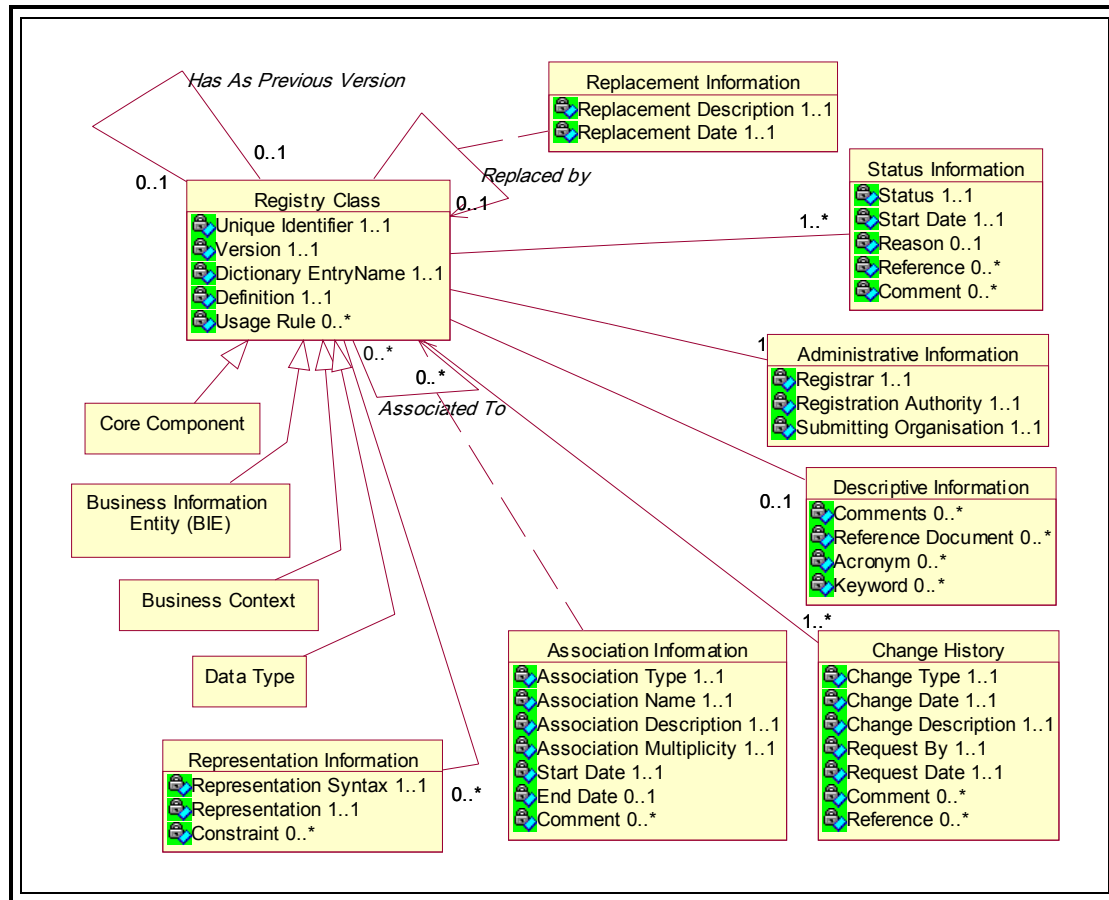 Has As Previous Version
0..1
0..1
Replacement Information
Replacement Description 1..1
Replacement Date 1..1
Replaced by
0..1
Registry Class
Unique Identifier 1..1
Version 1..1
Dictionary EntryName 1..1
Definition 1..1
Usage Rule 0..*
Status Information
Status 1..1
Start Date 1..1
Reason 0..1
Reference 0..*
Comment 0..*
1..*
0..*
0..*
Associated To
1
Administrative Information
Registrar 1..1
Registration Authority 1..1
Submitting Organisation 1..1
Core Component
Business Information
Entity (BIE)
Business Context
Data Type
0..1
Descriptive Information
Comments 0..*
Reference Document 0..*
Acronym 0..*
Keyword 0..*
Representation Information
Representation Syntax 1..1
Representation 1..1
Constraint 0..*
0..*
Association Information
Association Type 1..1
Association Name 1..1
Association Description 1..1
Association Multiplicity 1..1
Start Date 1..1
End Date 0..1
Comment 0..*
1..*
Change History
Change Type 1..1
Change Date 1..1
Change Description 1..1
Request By 1..1
Request Date 1..1
Comment 0..*
Reference 0..*